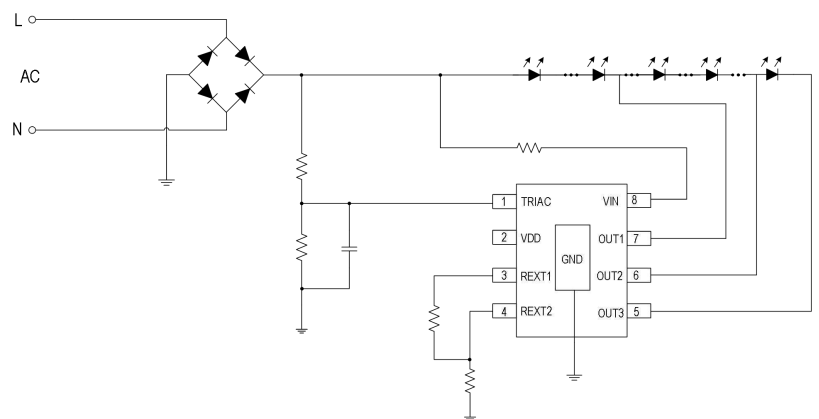 L
AC
N
1 TRIAC VIN 8
2 VDD OUT1 7
GND
3 REXT1 OUT2 6
4 REXT2 OUT3 5